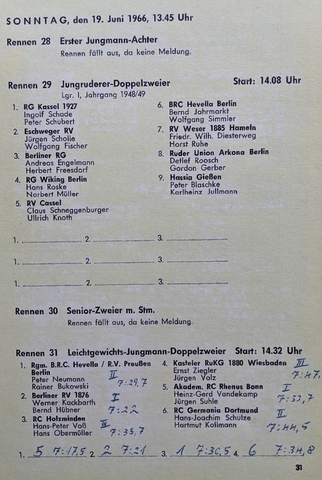 SONNTAG, den 19. Juni 1966, 13.45 Uhr
Rennen 28 Erster Jungmann-Achter
Rennen fällt aus, da keine Meldung.
Rennen 29 Jungruderer-Doppelzweier Start: 14.08 Uhr
Lgr. I, Jahrgang 1948/49
1. RG Kassel 1927
Ingolf Schade
Peter Schubert
2. Eschweger RV
Jürgen Scholle
Wolfgang Fischer
3. Berliner RG
Andreas Engelmann
Herbert Freesdorf
4. RG Wiking Berlin
Hans Roske
Norbert Müller
5. RV Cassel
Claus Schneggenburger
Ullrich Knoth
6. BRC Hevella Berlin
Bernd Jahrmarkt
Wolfgang Simmler
7. RV Weser 1885 Hameln
Friedr. Wilh. Diesterweg
Horst Ruhe
8. Ruder Union Arkona Berlin
Detlef Roosch
Gordon Gerber
9. Hassia Gießen
Peter Blaschke
Karlheinz Jullmann
1. 2. 3.
1. 2. 3.
1. 2. 3.
Rennen 30 Senior-Zweier m. Stm.
Rennen fällt aus, da keine Meldung.
Rennen 31 Leichtgewichts-Jungmann-Doppelzweier Start: 14.32 Uhr
1. Rgm. B.R.C. Hevella / R.V. Preußen
Berlin II
Peter Neumann
Rainer Bukowski 7:29,7
2. Berliner RV 1876 I
Werner Kackbarth
Bernd Hübner 7:22
3. RC Holzminden
Hans-Peter Voß III
Hans Obermüller 7:35,7
4. Kasteler RuKG 1880 Wiesbaden III
Ernst Ziegler
Jürgen Volz
5. Akadem. RC Rhenus Bonn I
Heinz-Gerd Vandekamp
Jürgen Suhle
6. RC Germania Dortmund II
Hans-Joachim Schulze
Hartmut Kolimann
1. 5 7:17,5 2. 2 7:21 3. 1 7:30,5 4. 6 7:34,8
31